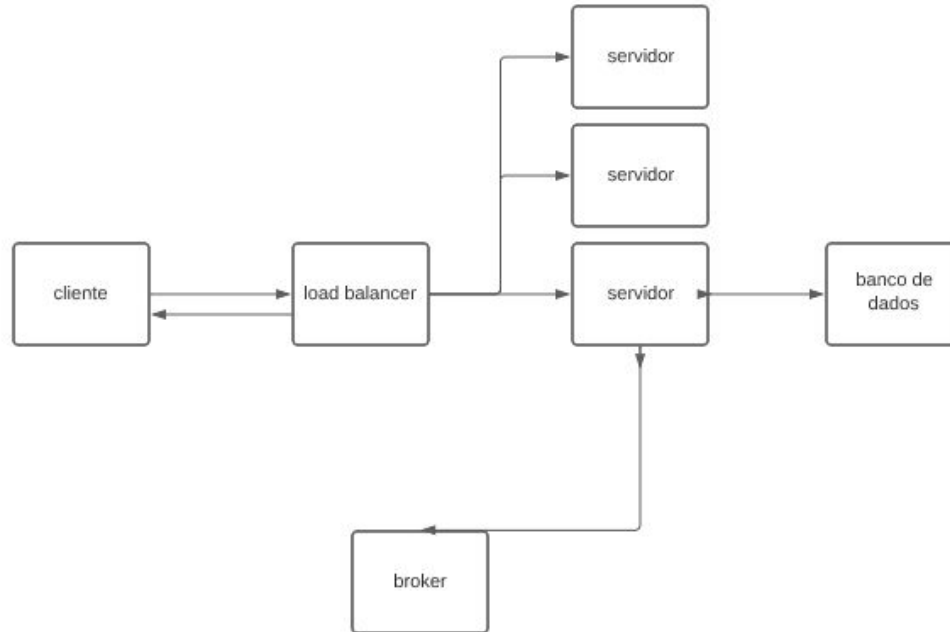 servidor
servidor
cliente
load balancer
servidor
banco de
dados
broker